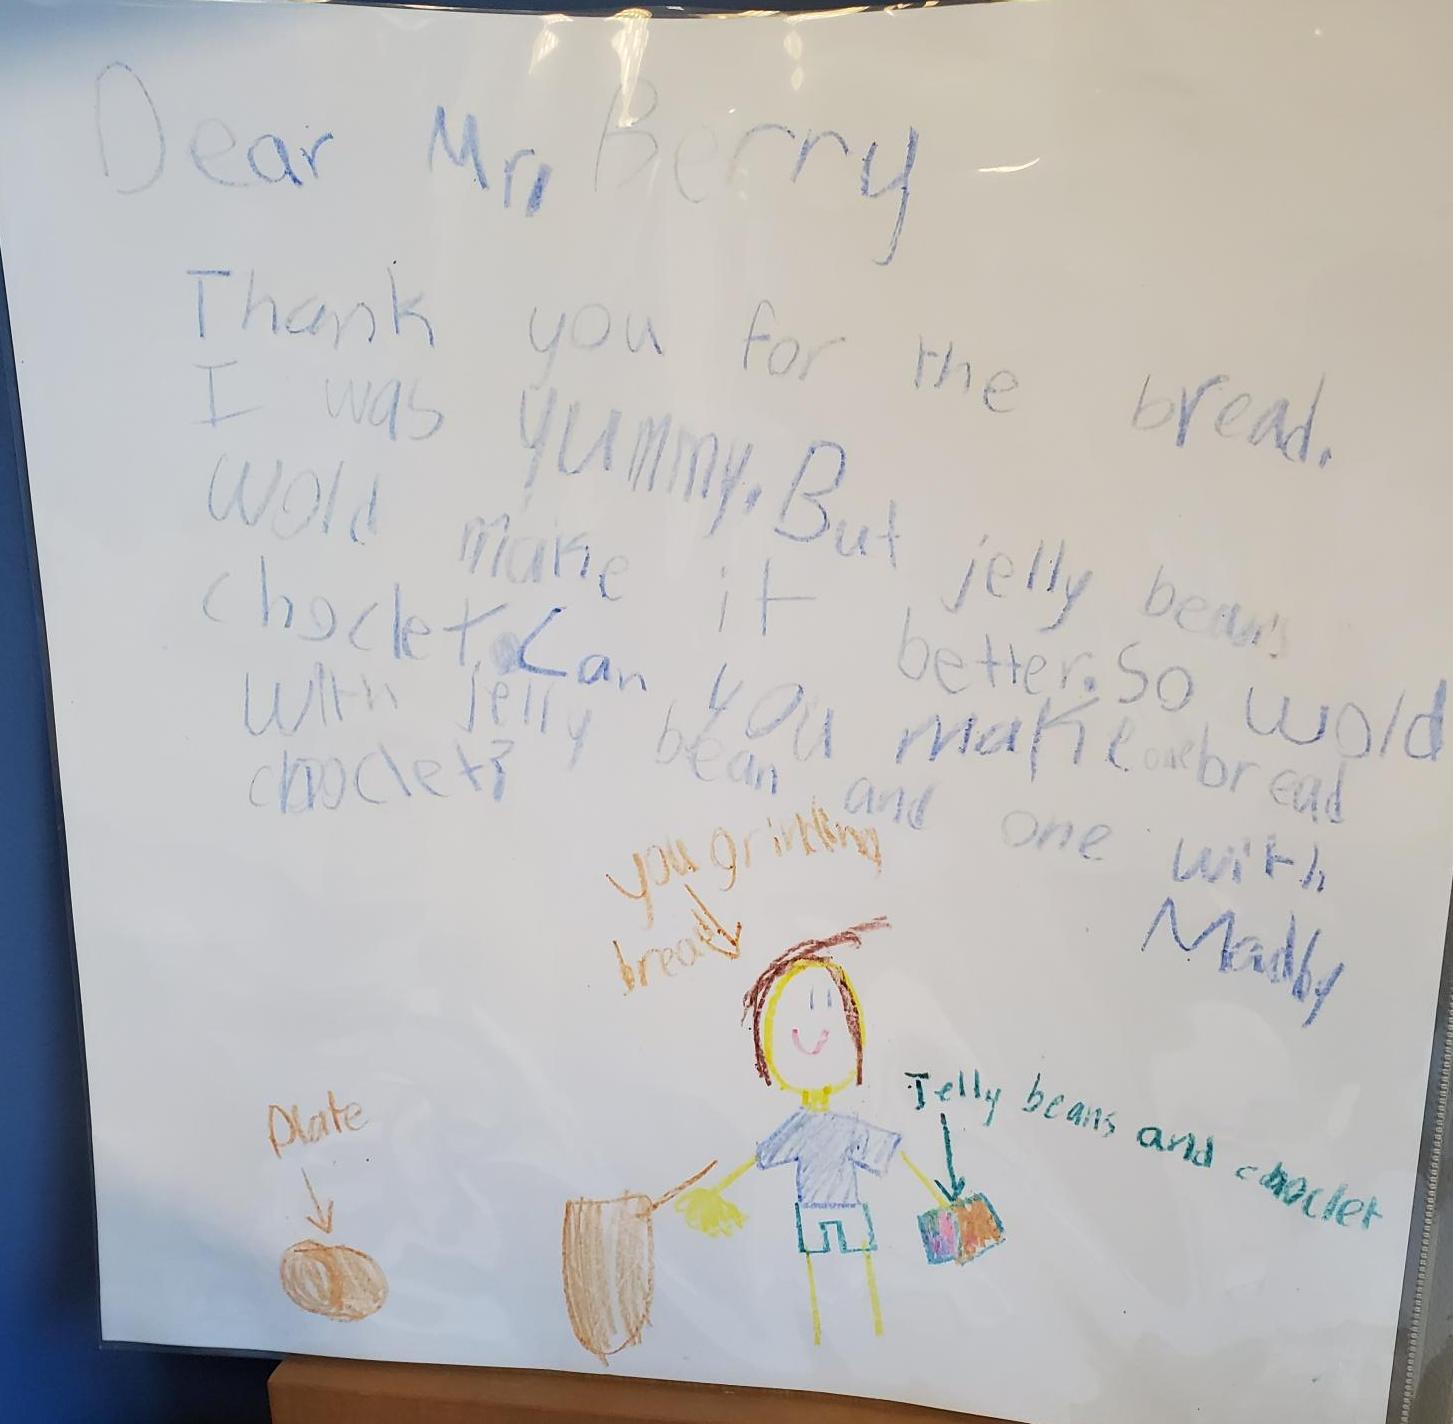 Dear Mr. Berry
Thank you for the bread.
I was yummy. But jelly beans
wold make it better. So wold
choclet. Can you make one bread
with jelly bean and one with
choclet?
Madby
you grinding
bread
Plate
Jelly beans and choclet